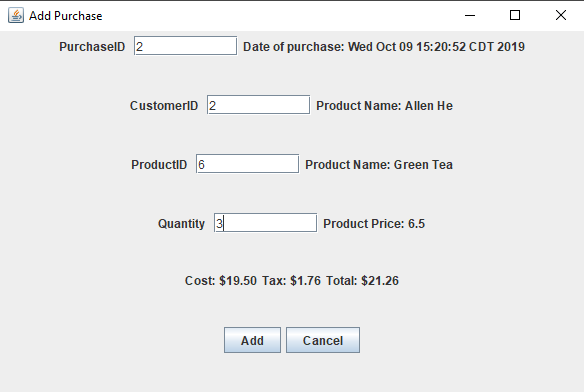 Add Purchase
PurchaseID 2 Date of purchase: Wed Oct 09 15:20:52 CDT 2019
CustomerID 2 Product Name: Allen He
ProductID 6 Product Name: Green Tea
Quantity 3 Product Price: 6.5
Cost: $19.50 Tax: $1.76 Total: $21.26
Add Cancel